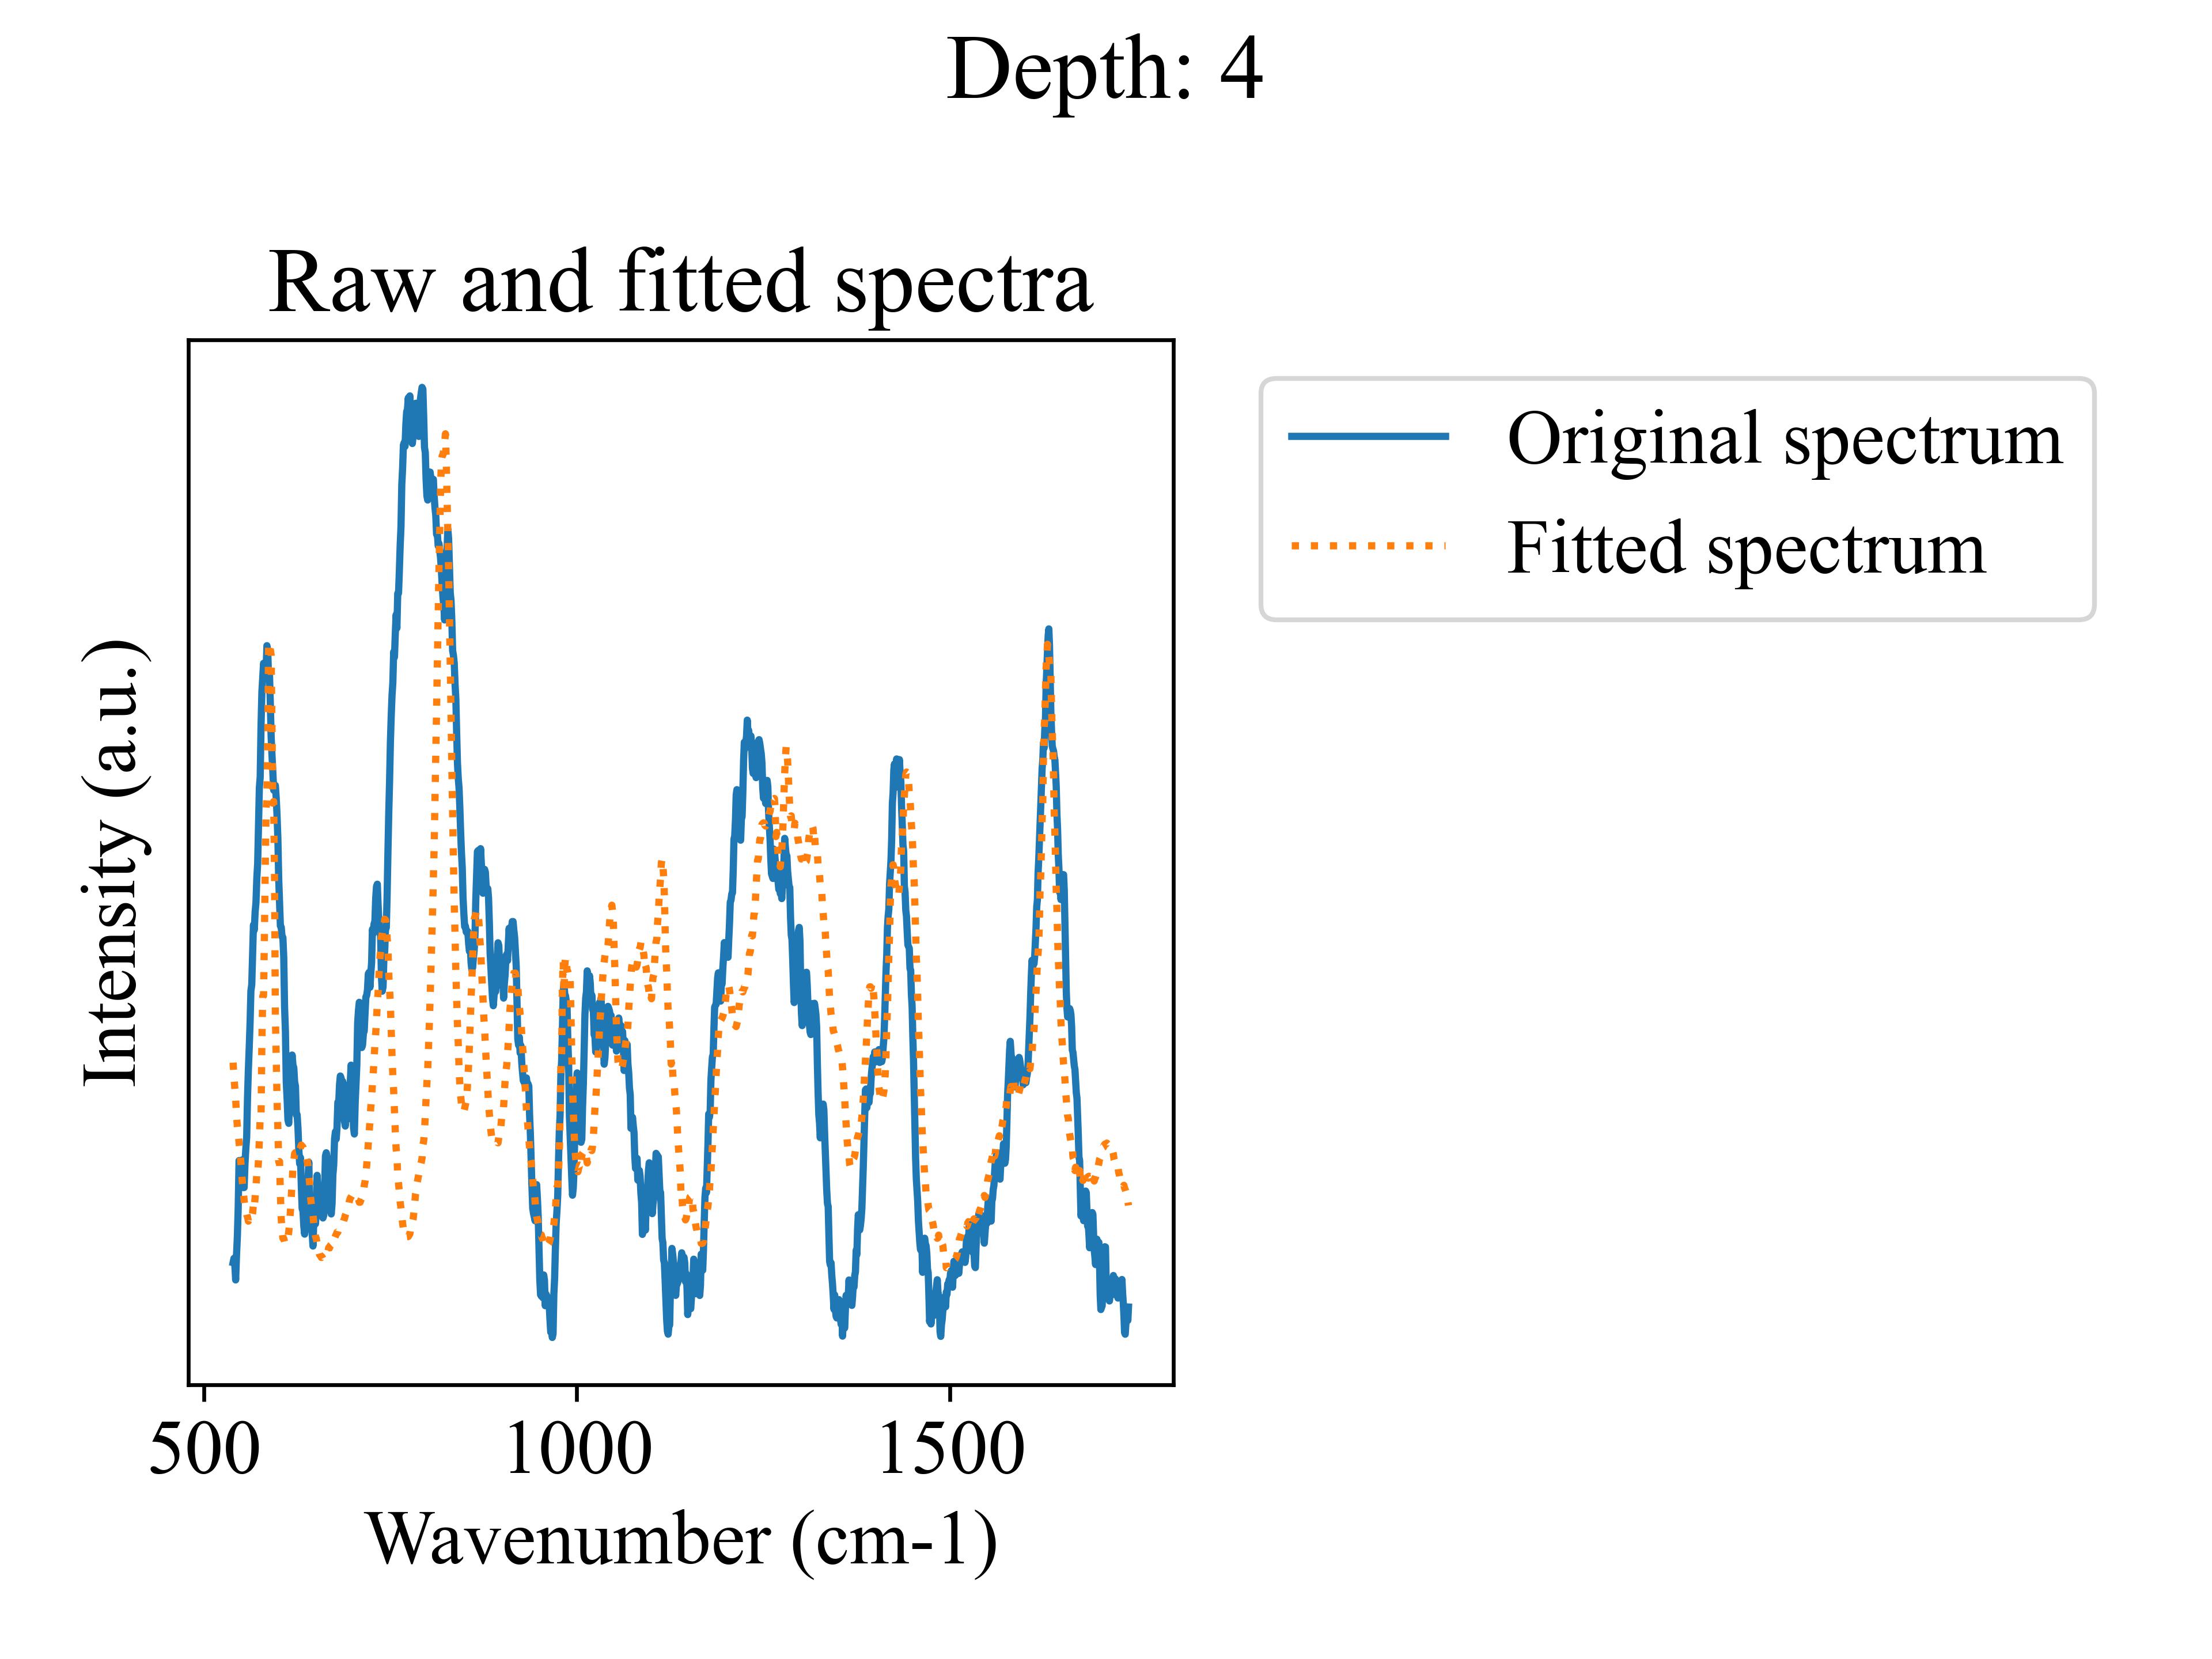 Depth: 4
Raw and fitted spectra
Original spectrum
Fitted spectrum
Intensity (a.u.)
500 1000 1500
Wavenumber (cm-1)